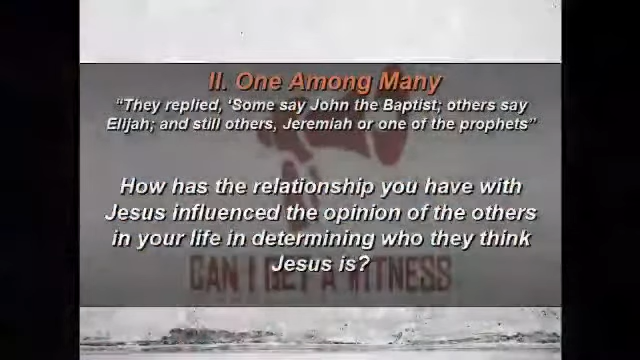 II. One Among Many
“They replied, ‘Some say John the Baptist; others say
Elijah; and still others, Jeremiah or one of the prophets”
How has the relationship you have with
Jesus influenced the opinion of the others
in your life in determining who they think
Jesus is?
CAN I GET A WITNESS